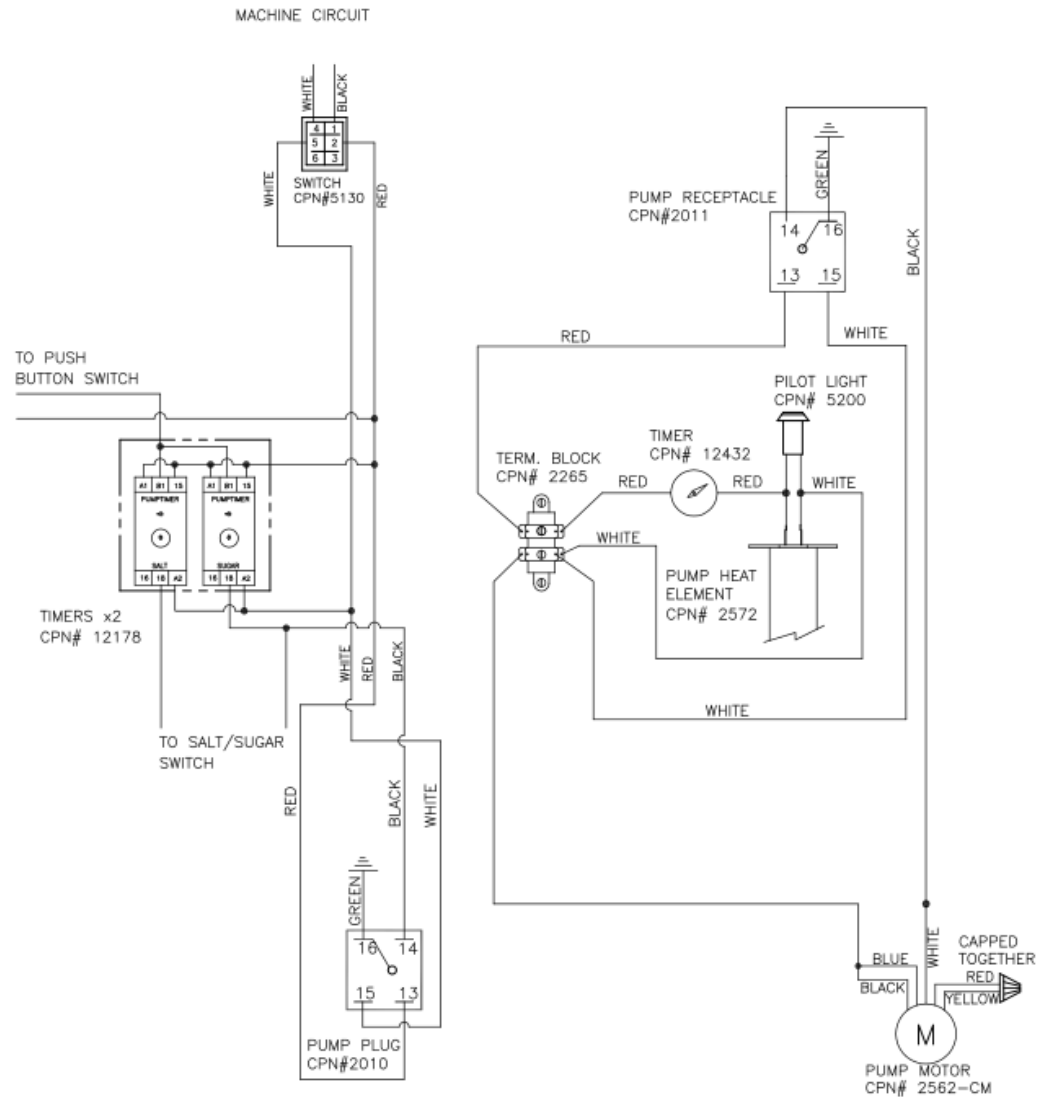 MACHINE CIRCUIT
WHITE
BLACK
4 1
5 2
6 3
SWITCH
CPN#5130
WHITE
RED
TO PUSH
BUTTON SWITCH
A1 B1 15
PUMPTIMER
SALT
16 18 A2
A1 B1 15
PUMPTIMER
SUGAR
16 18 A2
TIMERS x2
CPN# 12178
WHITE
RED
BLACK
TO SALT/SUGAR
SWITCH
RED
BLACK
WHITE
GREEN
16 14
15 13
PUMP PLUG
CPN#2010
PUMP RECEPTACLE
CPN#2011
GREEN
14 16
13 15
BLACK
RED
WHITE
PILOT LIGHT
CPN# 5200
TIMER
CPN# 12432
TERM. BLOCK
CPN# 2265
RED
RED
WHITE
WHITE
PUMP HEAT
ELEMENT
CPN# 2572
WHITE
BLUE
BLACK
WHITE
CAPPED
TOGETHER
RED
YELLOW
M
PUMP MOTOR
CPN# 2562-CM